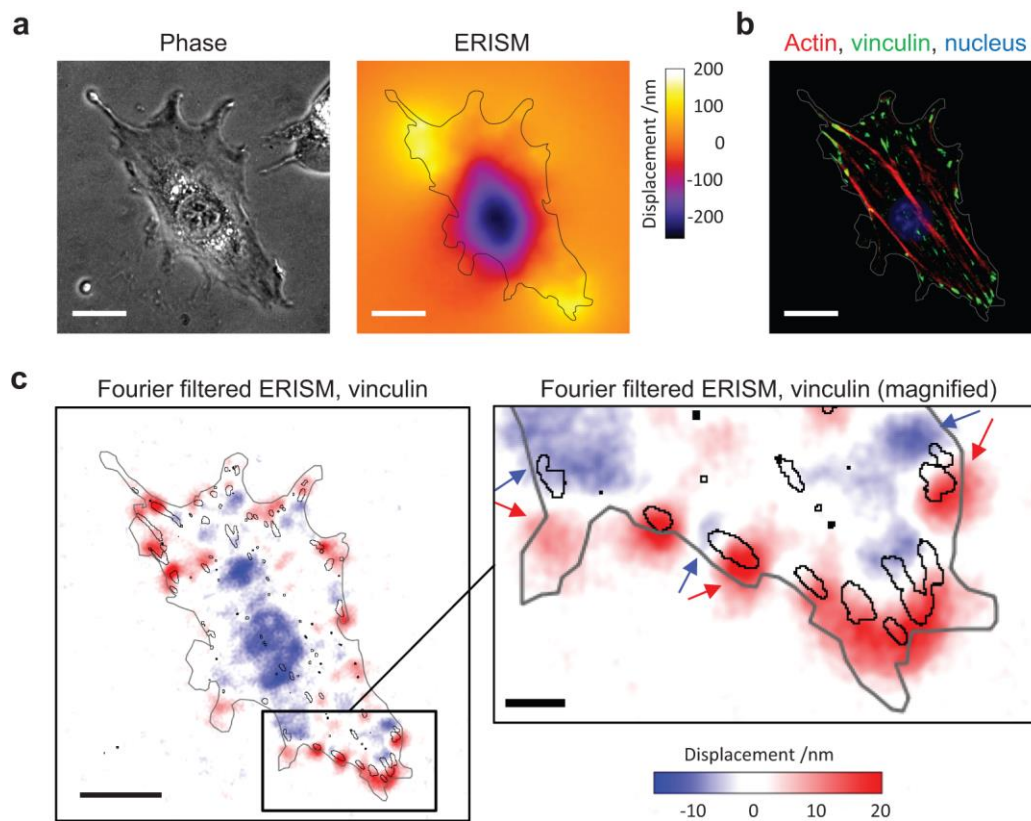 a
Phase
ERISM
Displacement /nm
200
100
0
-100
-200
b
Actin, vinculin, nucleus
c
Fourier filtered ERISM, vinculin
Fourier filtered ERISM, vinculin (magnified)
Displacement /nm
-10
0
10
20